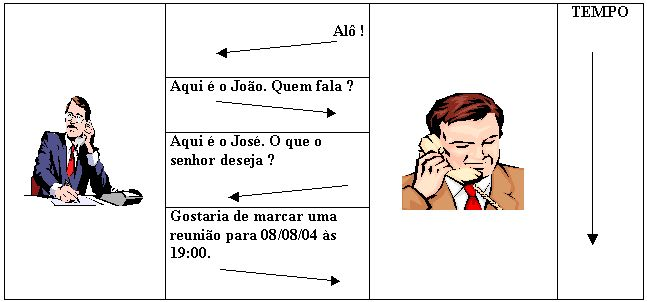 TEMPO
Alô !
Aqui é o João. Quem fala ?
Aqui é o José. O que o
senhor deseja ?
Gostaria de marcar uma
reunião para 08/08/04 às
19:00.